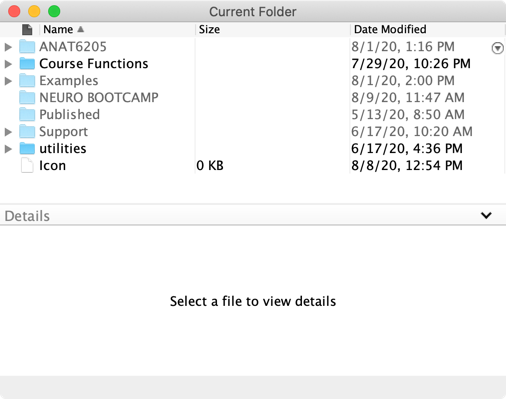 Current Folder
Name Size Date Modified
ANAT6205 8/1/20, 1:16 PM
Course Functions 7/29/20, 10:26 PM
Examples 8/1/20, 2:00 PM
NEURO BOOTCAMP 8/9/20, 11:47 AM
Published 5/13/20, 8:50 AM
Support 6/17/20, 10:20 AM
utilities 6/17/20, 4:36 PM
Icon 0 KB 8/8/20, 12:54 PM
Details
Select a file to view details